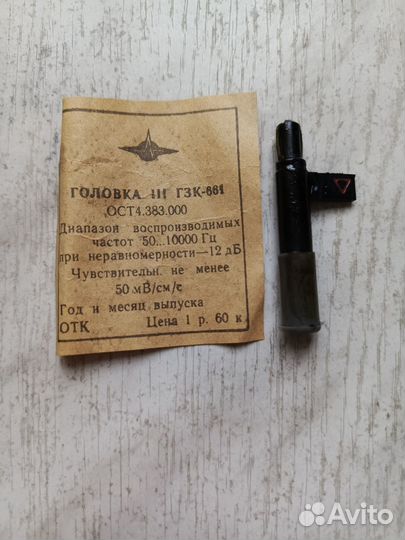 ГОЛОВКА III ГЗК-661
ОСТ4.383.000
Диапазон воспроизводимых
частот 50...10000 Гц
при неравномерности—12 дБ
Чувствительн. не менее
50 мВ/см/с
Год и месяц выпуска
ОТК Цена 1 р. 60 к.
Avito